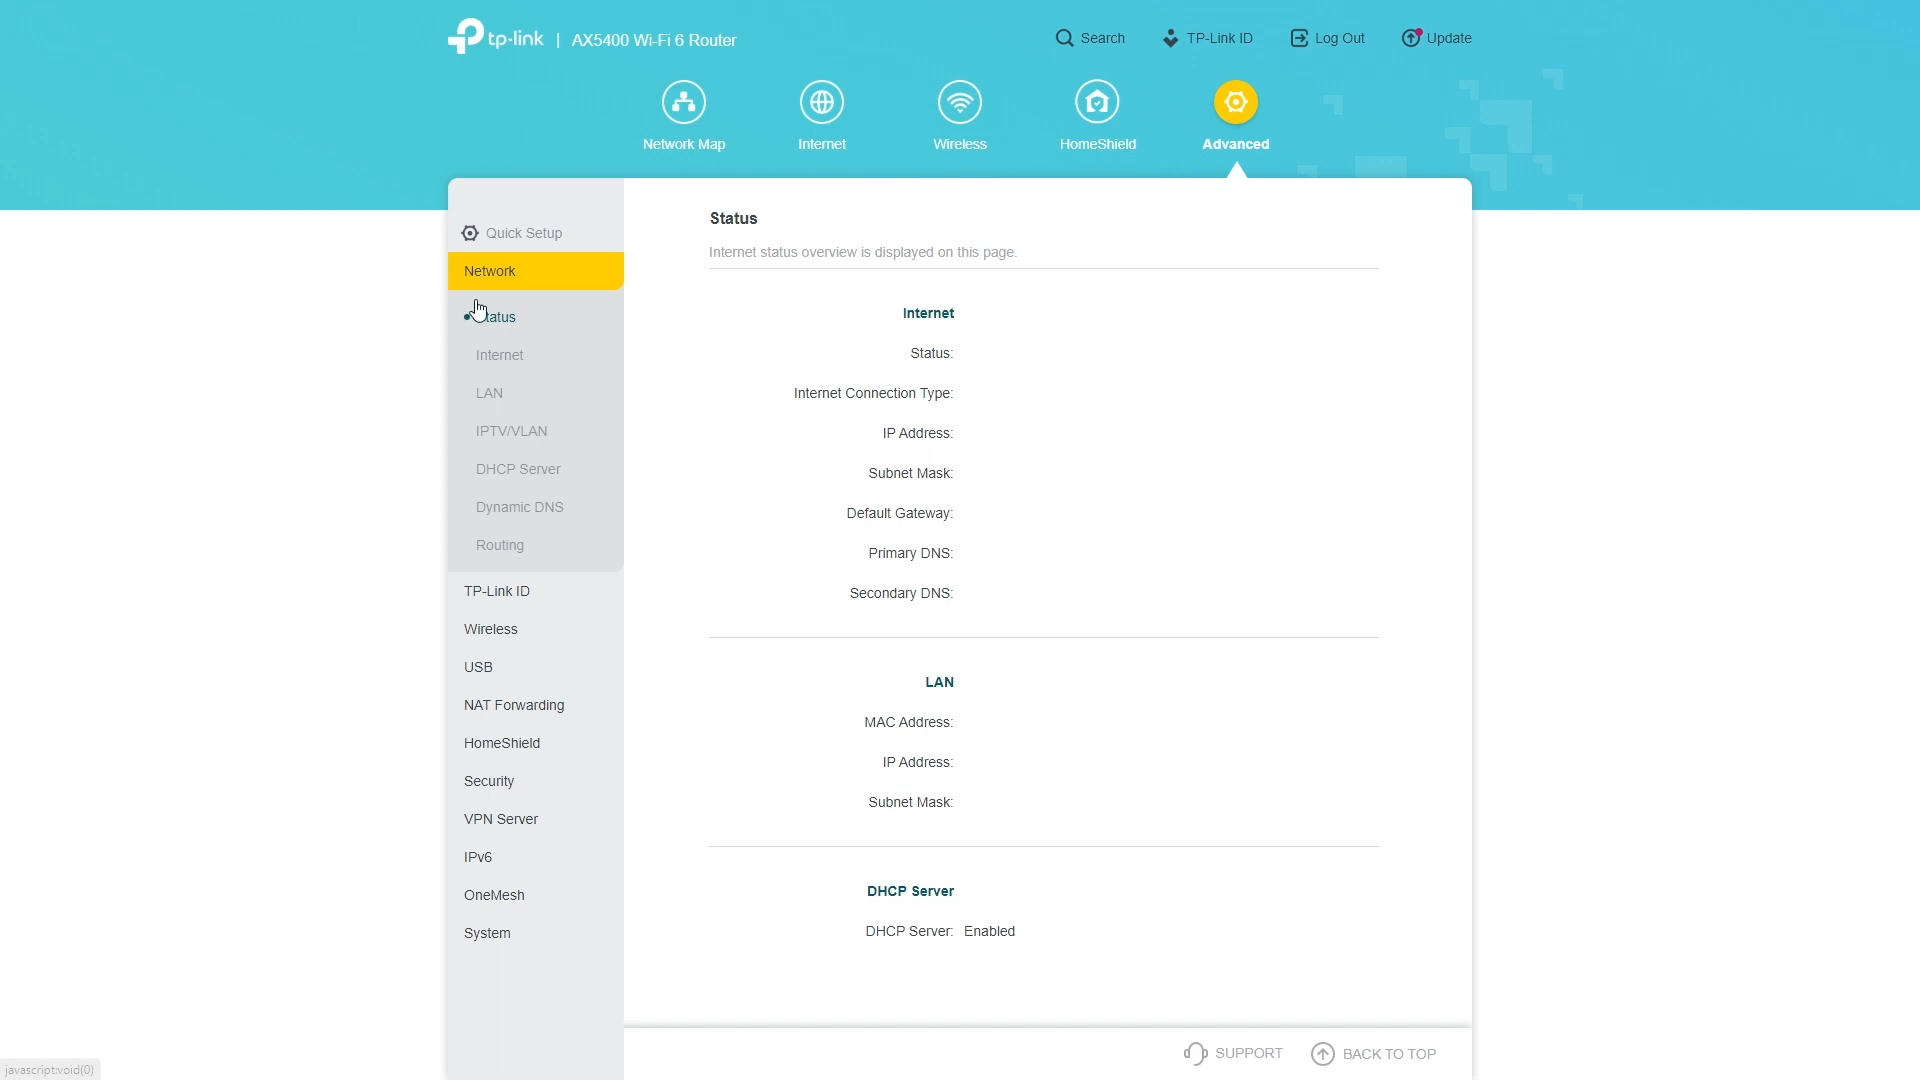 tp-link | AX5400 Wi-Fi 6 Router
Search
TP-Link ID
Log Out
Update
Network Map
Internet
Wireless
HomeShield
Advanced
Quick Setup
Network
Internet
LAN
IPTV/VLAN
DHCP Server
Dynamic DNS
Routing
TP-Link ID
Wireless
USB
NAT Forwarding
HomeShield
Security
VPN Server
IPv6
OneMesh
System
Status
Internet status overview is displayed on this page.
Internet
Status:
Internet Connection Type:
IP Address:
Subnet Mask:
Default Gateway:
Primary DNS:
Secondary DNS:
LAN
MAC Address:
IP Address:
Subnet Mask:
DHCP Server
DHCP Server: Enabled
SUPPORT
BACK TO TOP
javascript:void(0)